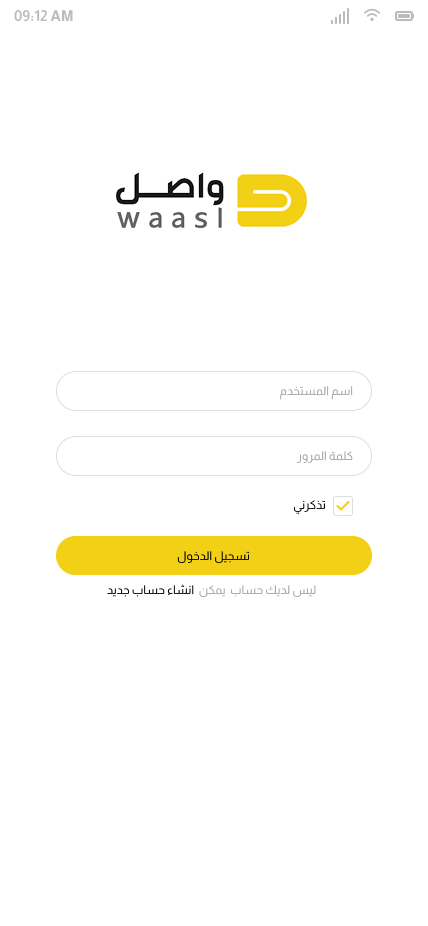 09:12 AM
واصل
waasl
اسم المستخدم
كلمة المرور
تذكرني
تسجيل الدخول
ليس لديك حساب يمكن انشاء حساب جديد